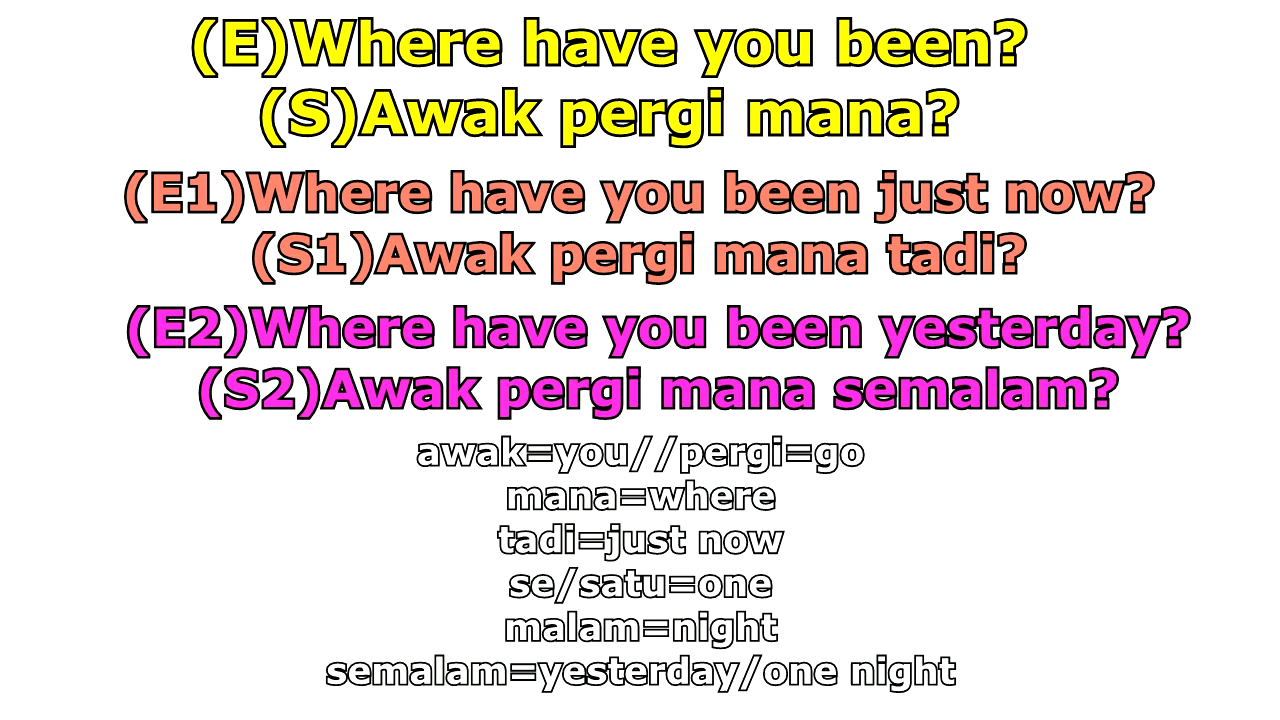 (E)Where have you been?
(S)Awak pergi mana?
(E1)Where have you been just now?
(S1)Awak pergi mana tadi?
(E2)Where have you been yesterday?
(S2)Awak pergi mana semalam?
awak=you//pergi=go
mana=where
tadi=just now
se/satu=one
malam=night
semalam=yesterday/one night